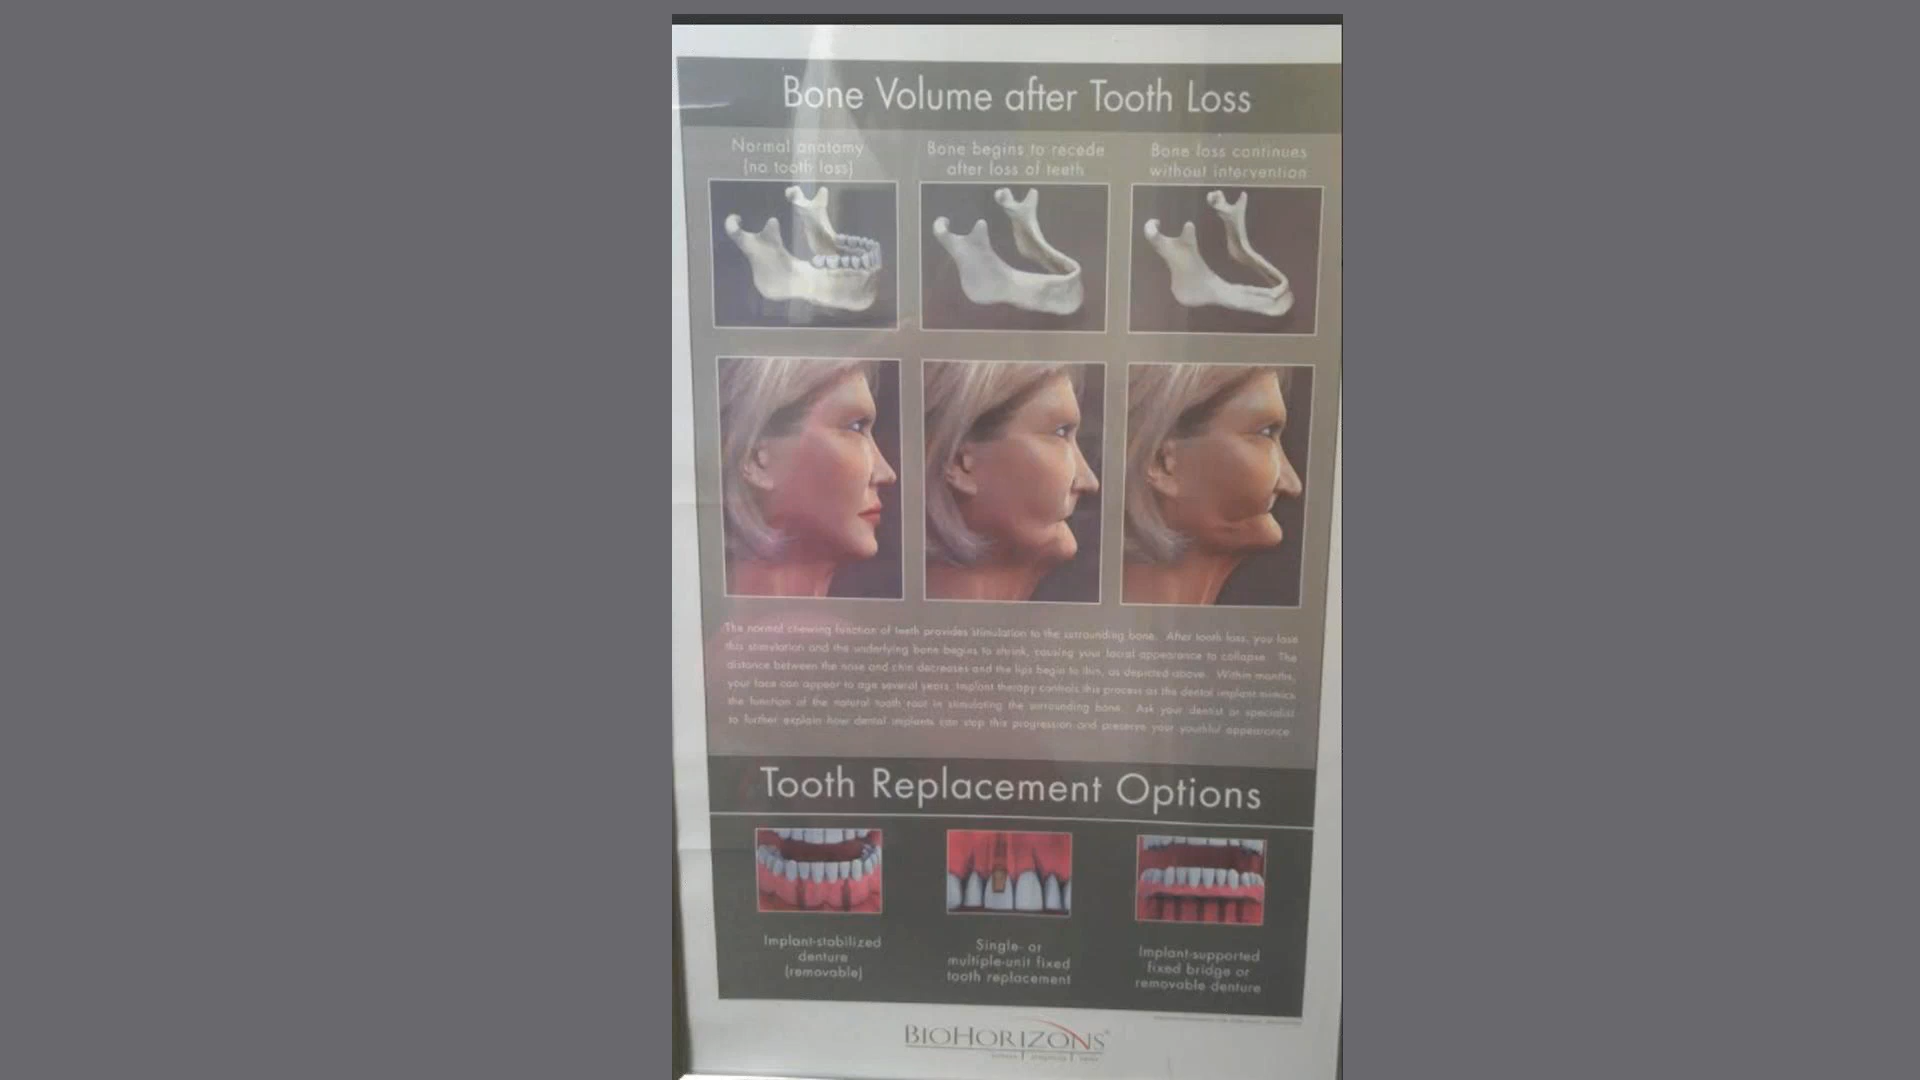 Bone Volume after Tooth Loss
Normal anatomy
(no tooth loss)
Bone begins to recede
after loss of teeth
Bone loss continues
without intervention
The normal chewing function of teeth provides stimulation to the surrounding bone. After tooth loss, you lose
this stimulation and the underlying bone begins to shrink, causing your facial appearance to collapse. The
distance between the nose and chin decreases and the lips begin to thin, as depicted above. Within months,
your face can appear to age several years. Implant therapy controls this process as the dental implant mimics
the function of the natural tooth root in stimulating the surrounding bone. Ask your dentist or specialist
to further explain how dental implants can stop this progression and preserve your youthful appearance.
Tooth Replacement Options
Implant-stabilized
denture
(removable)
Single- or
multiple-unit fixed
tooth replacement
Implant-supported
fixed bridge or
removable denture
BIOHORIZONS®